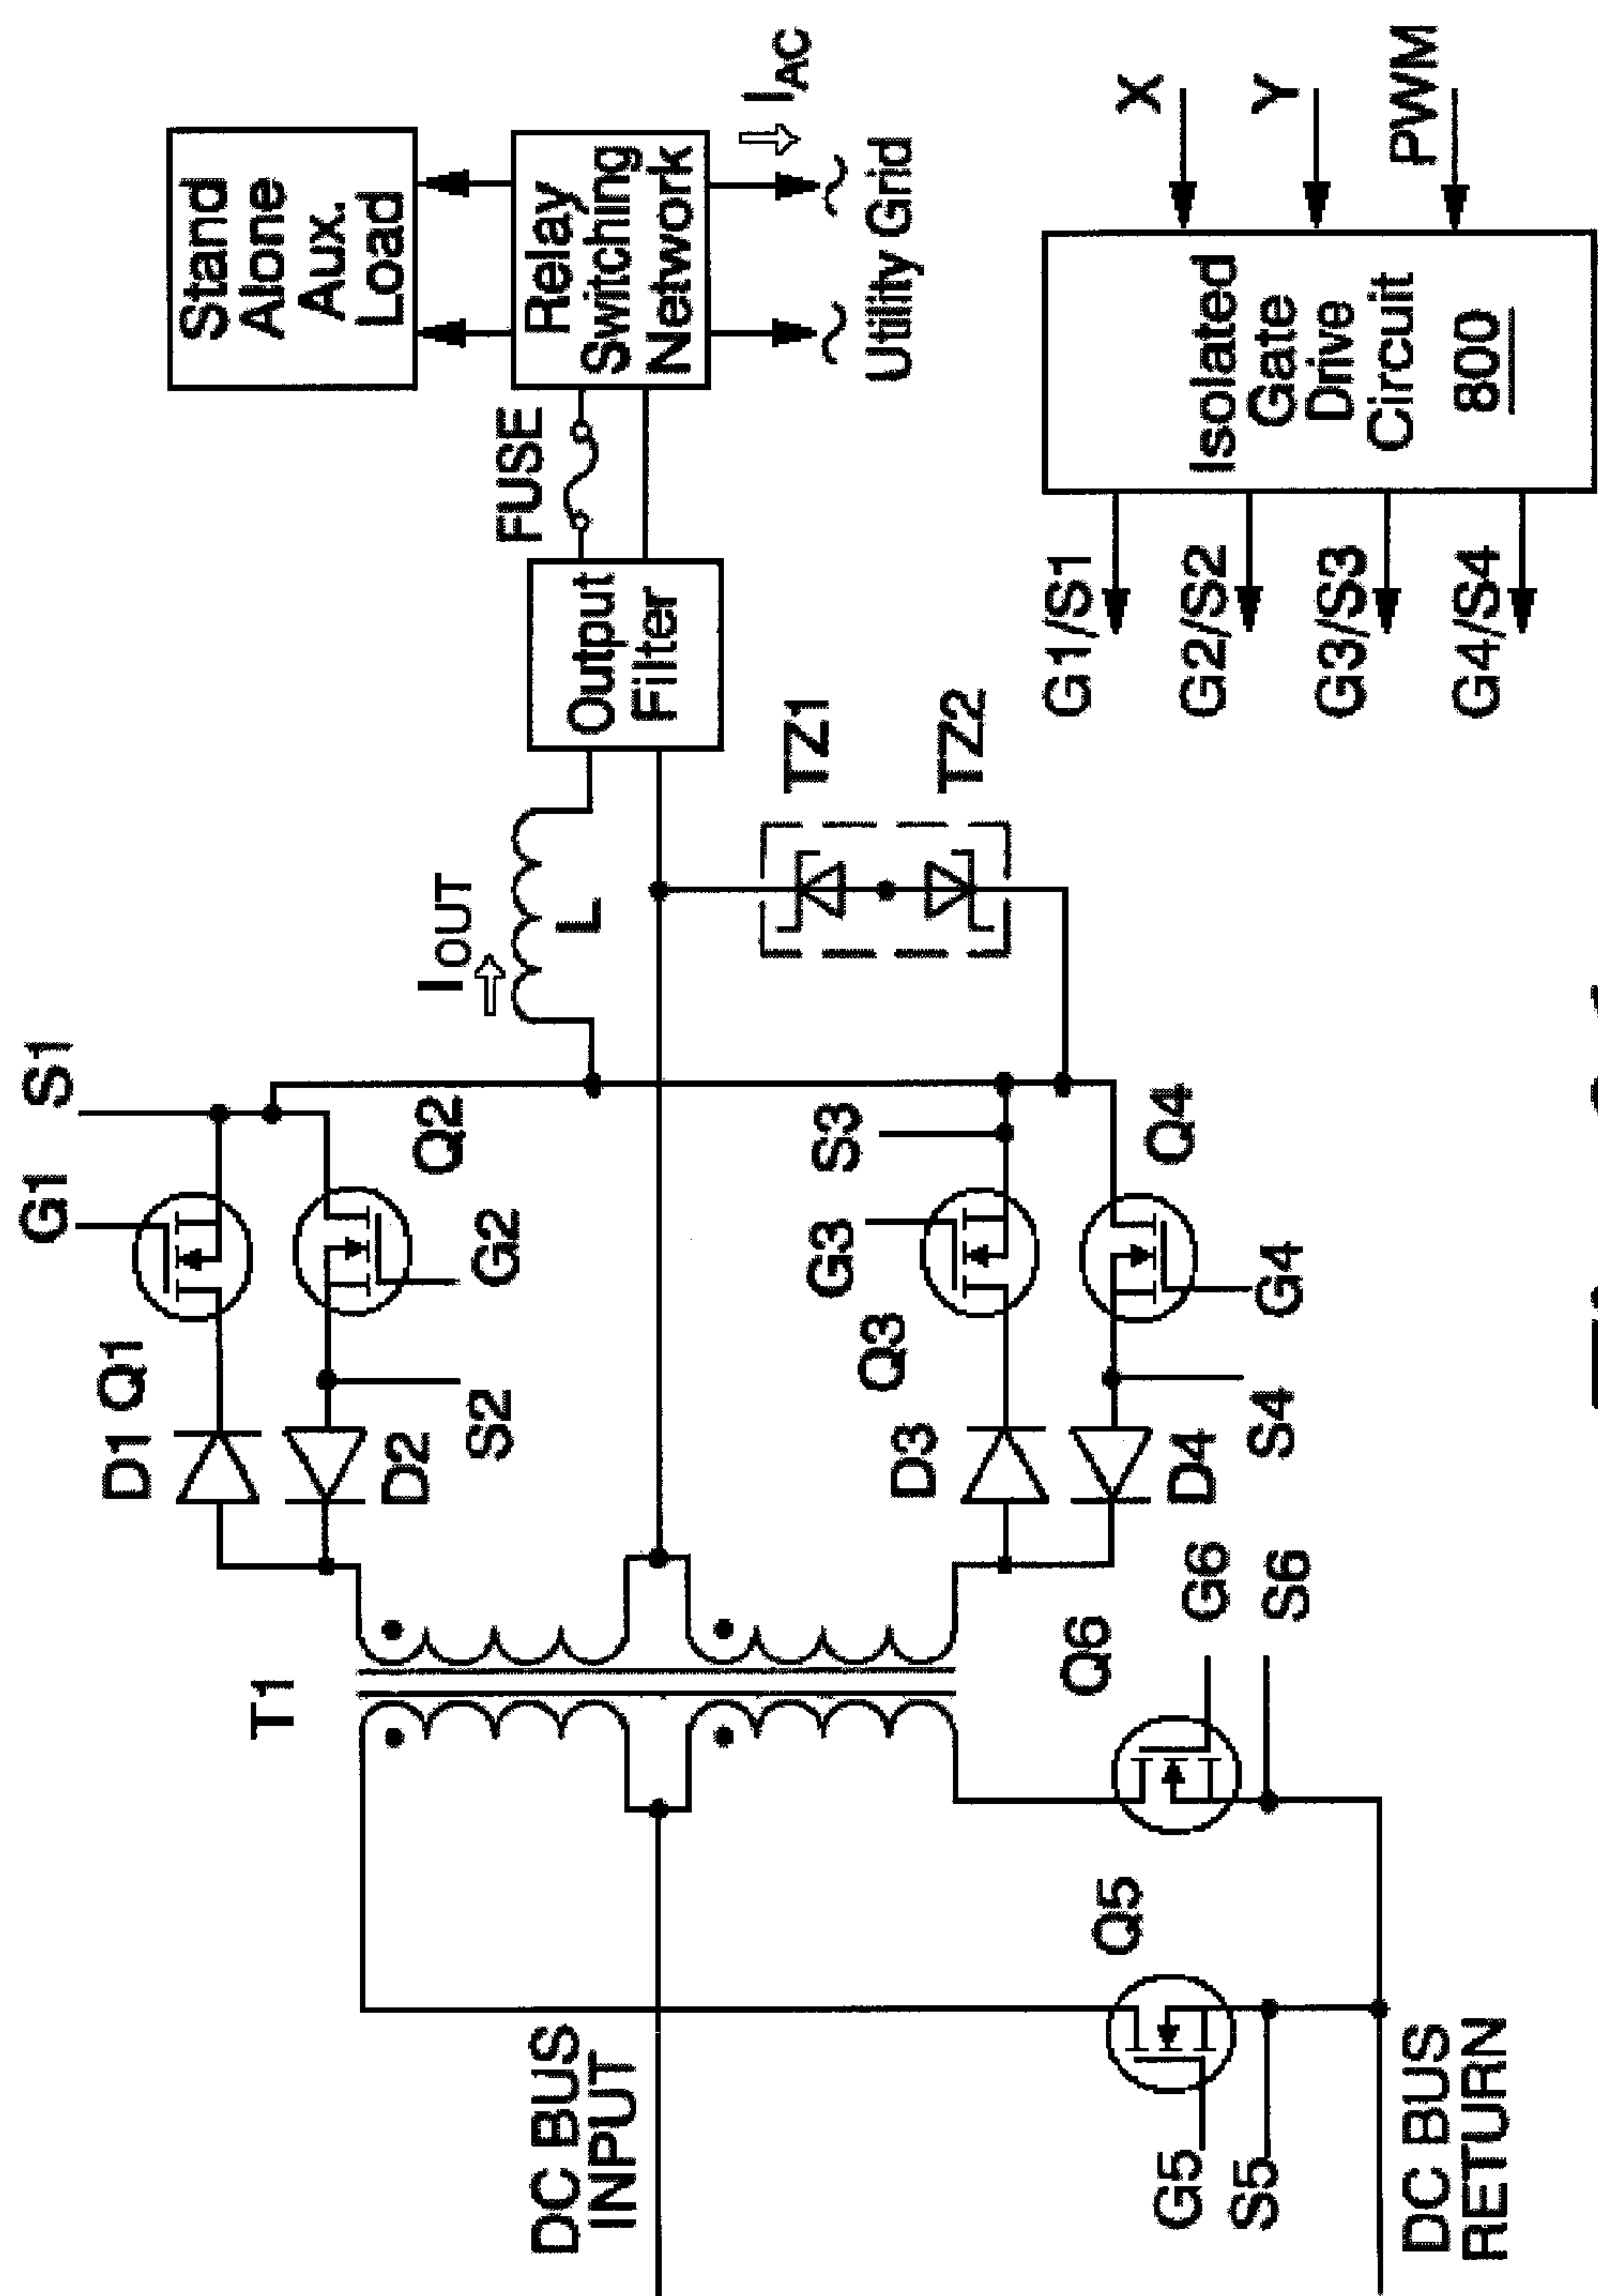 S1
G1
Q1
D1
Q2
G2
S2
D2
T1
I OUT
L
FUSE
Output
Filter
Stand
Alone
Aux.
Load
Relay
Switching
Network
I AC
Utility Grid
TZ1
TZ2
S3
G3
Q3
D3
Q4
G4
S4
D4
Q6
G6
S6
Q5
G5
S5
DC BUS
INPUT
DC BUS
RETURN
G1/S1
G2/S2
G3/S3
G4/S4
Isolated
Gate
Drive
Circuit
800
X
Y
PWM